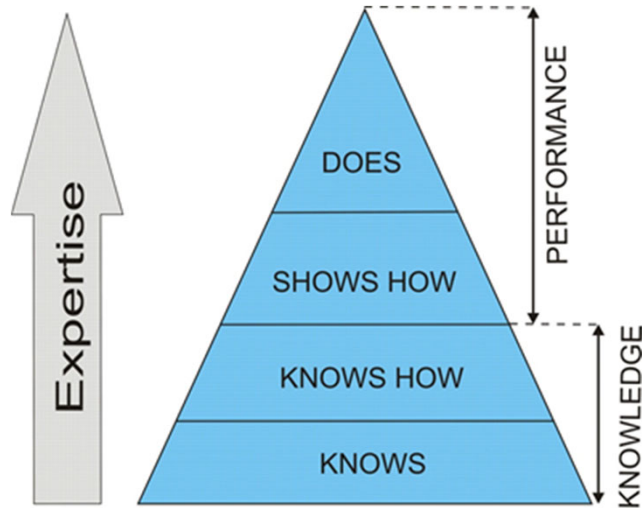 Expertise
DOES
SHOWS HOW
KNOWS HOW
KNOWS
PERFORMANCE
KNOWLEDGE